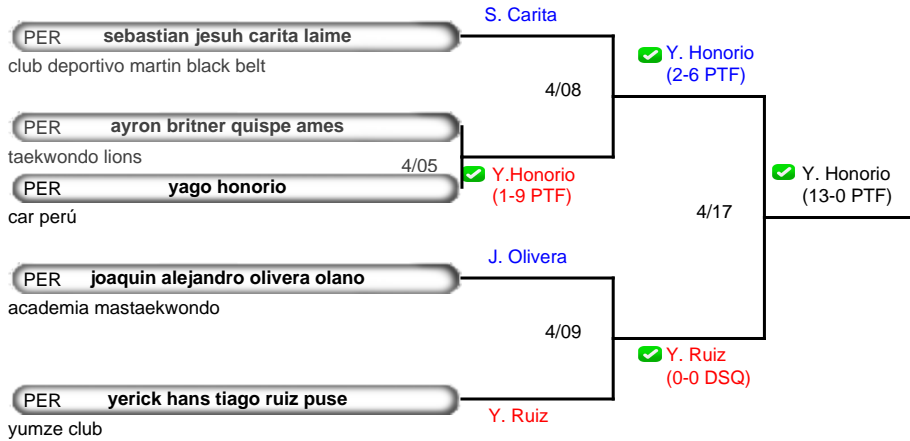 S. Carita
PER sebastian jesuh carita laime
club deportivo martin black belt
4/08
Y. Honorio
(2-6 PTF)
PER ayron britner quispe ames
taekwondo lions
4/05
Y.Honorio
(1-9 PTF)
PER yago honorio
car perú
4/17
Y. Honorio
(13-0 PTF)
J. Olivera
PER joaquin alejandro olivera olano
academia mastaekwondo
4/09
Y. Ruiz
(0-0 DSQ)
PER yerick hans tiago ruiz puse
Y. Ruiz
yumze club